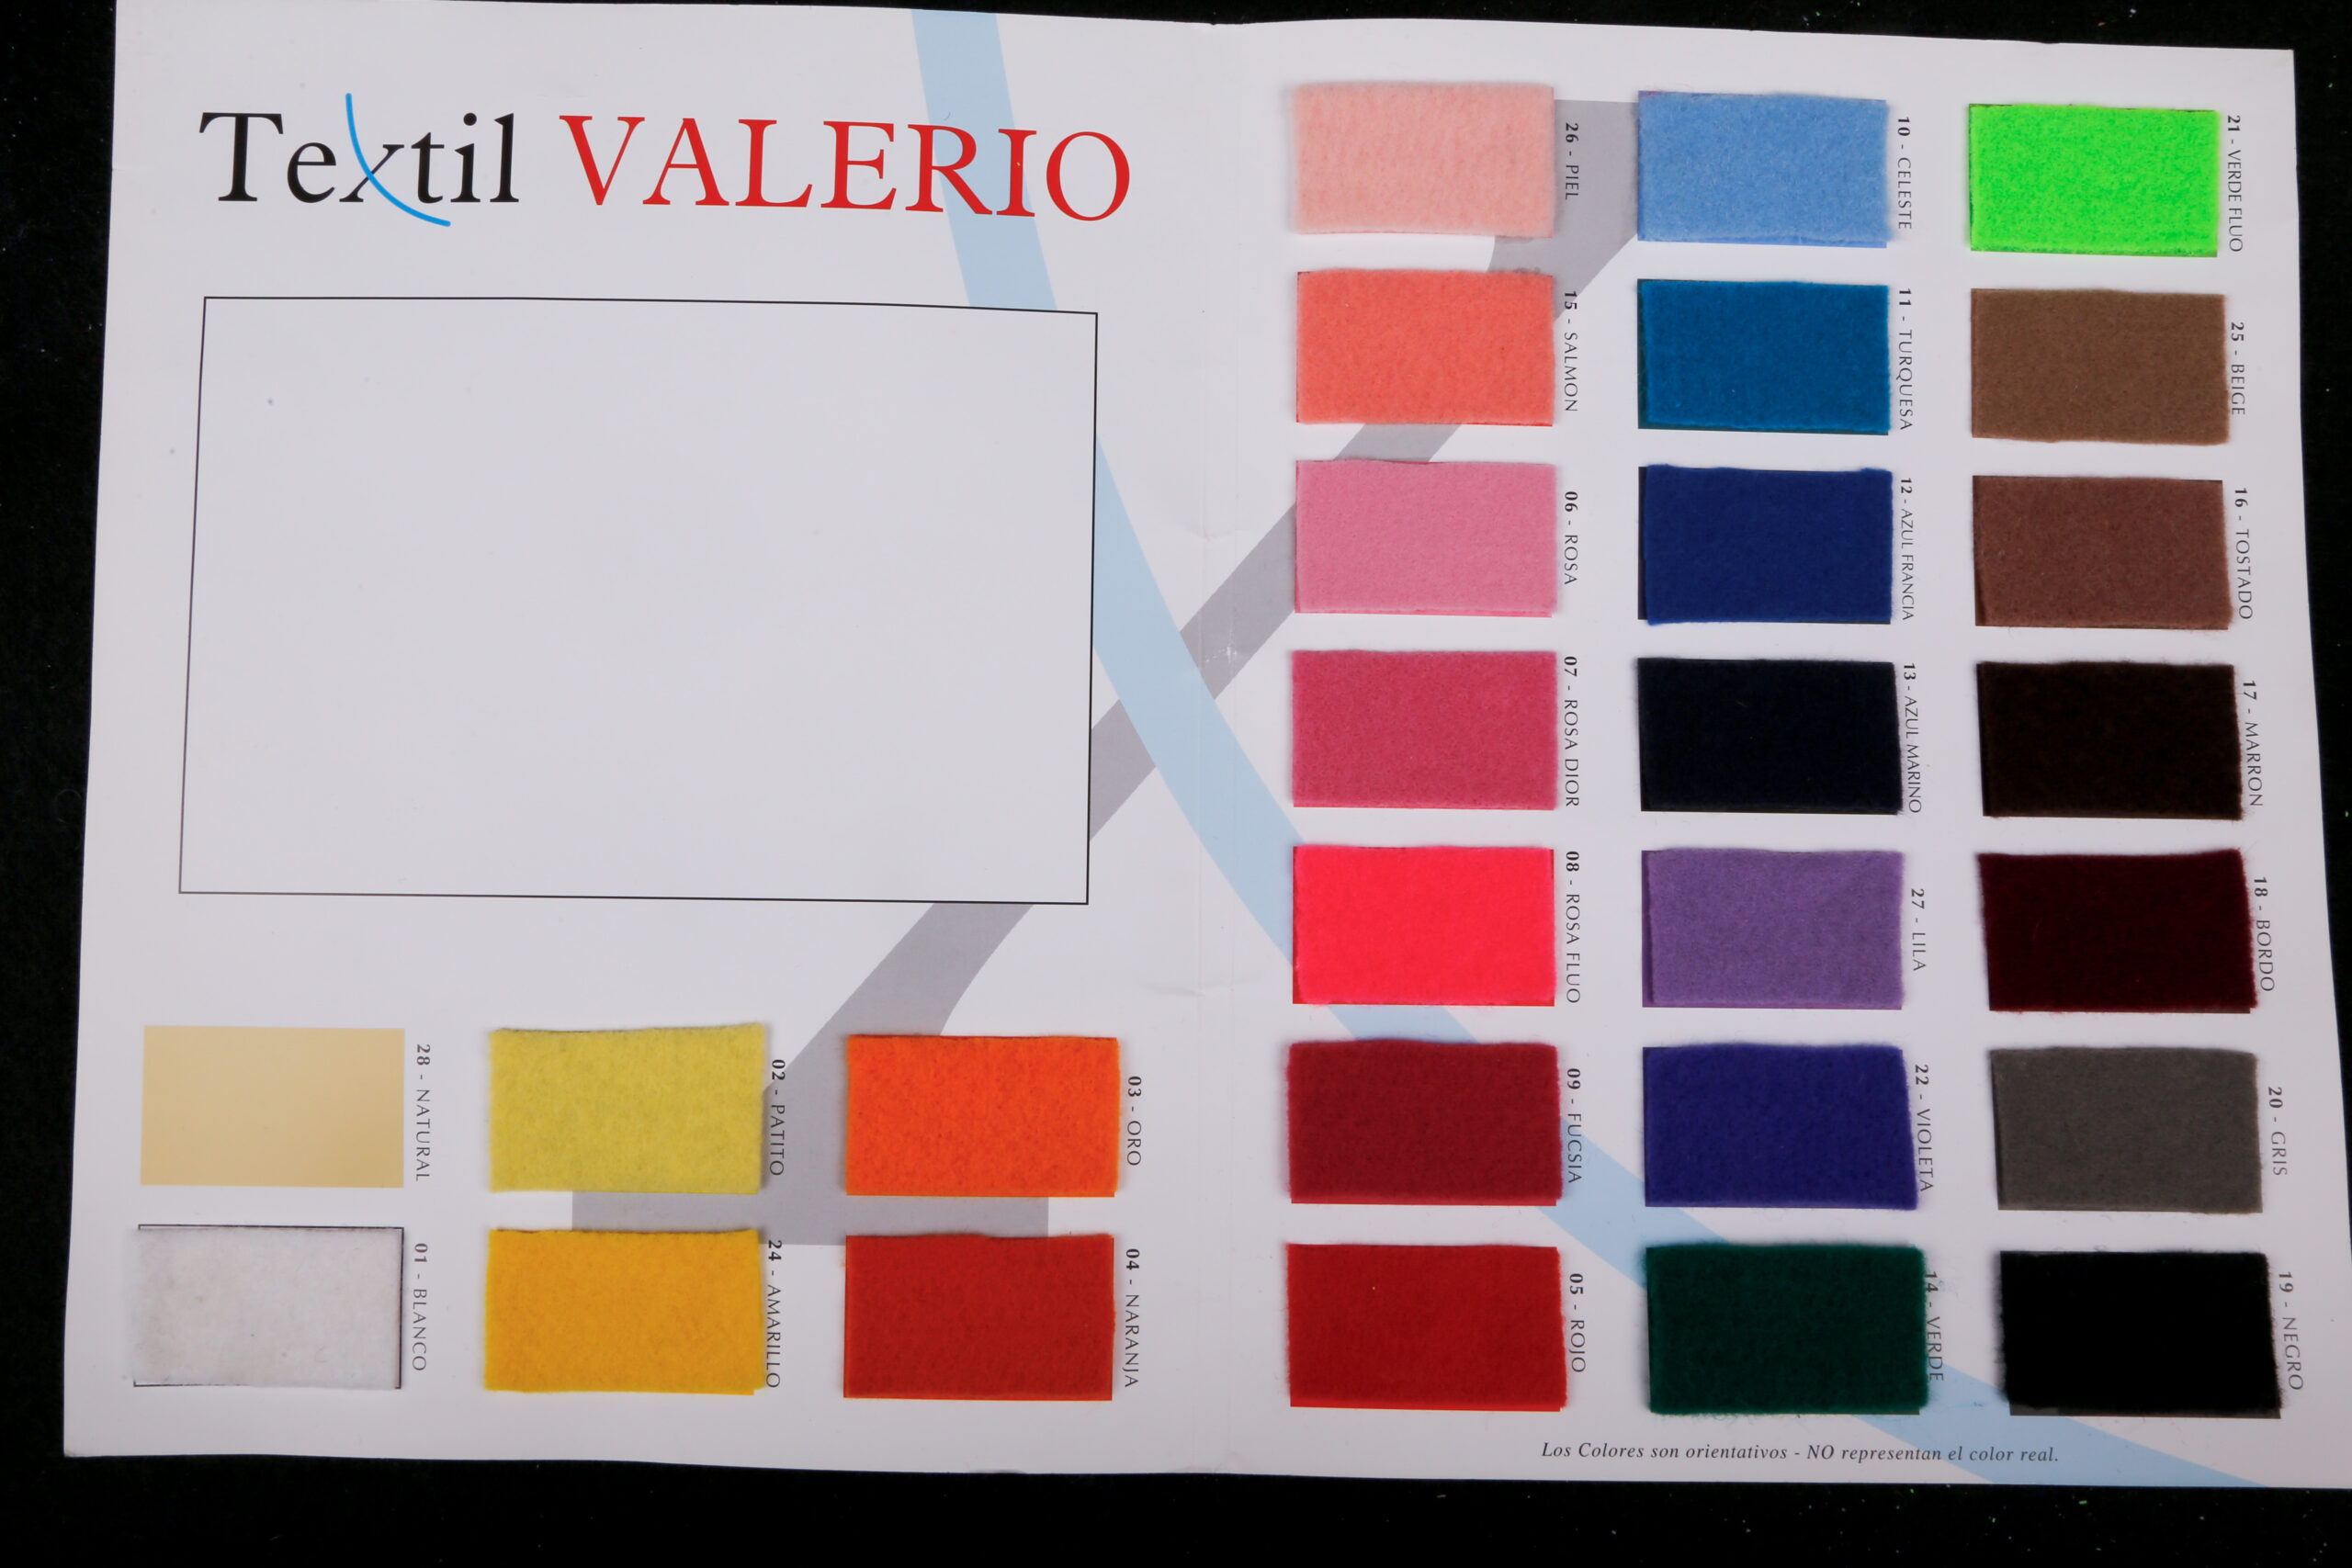 Textil VALERIO
28 - NATURAL
01 - BLANCO
02 - PATITO
24 - AMARILLO
03 - ORO
04 - NARANJA
26 - PIEL
15 - SALMON
06 - ROSA
07 - ROSA DIOR
08 - ROSA FLUO
09 - FUCSIA
05 - ROJO
10 - CELESTE
11 - TURQUESA
12 - AZUL FRANCIA
13 - AZUL MARINO
27 - LILA
22 - VIOLETA
14 - VERDE
21 - VERDE FLUO
25 - BEIGE
16 - TOSTADO
17 - MARRON
18 - BORDO
20 - GRIS
19 - NEGRO
Los Colores son orientativos - NO representan el color real.